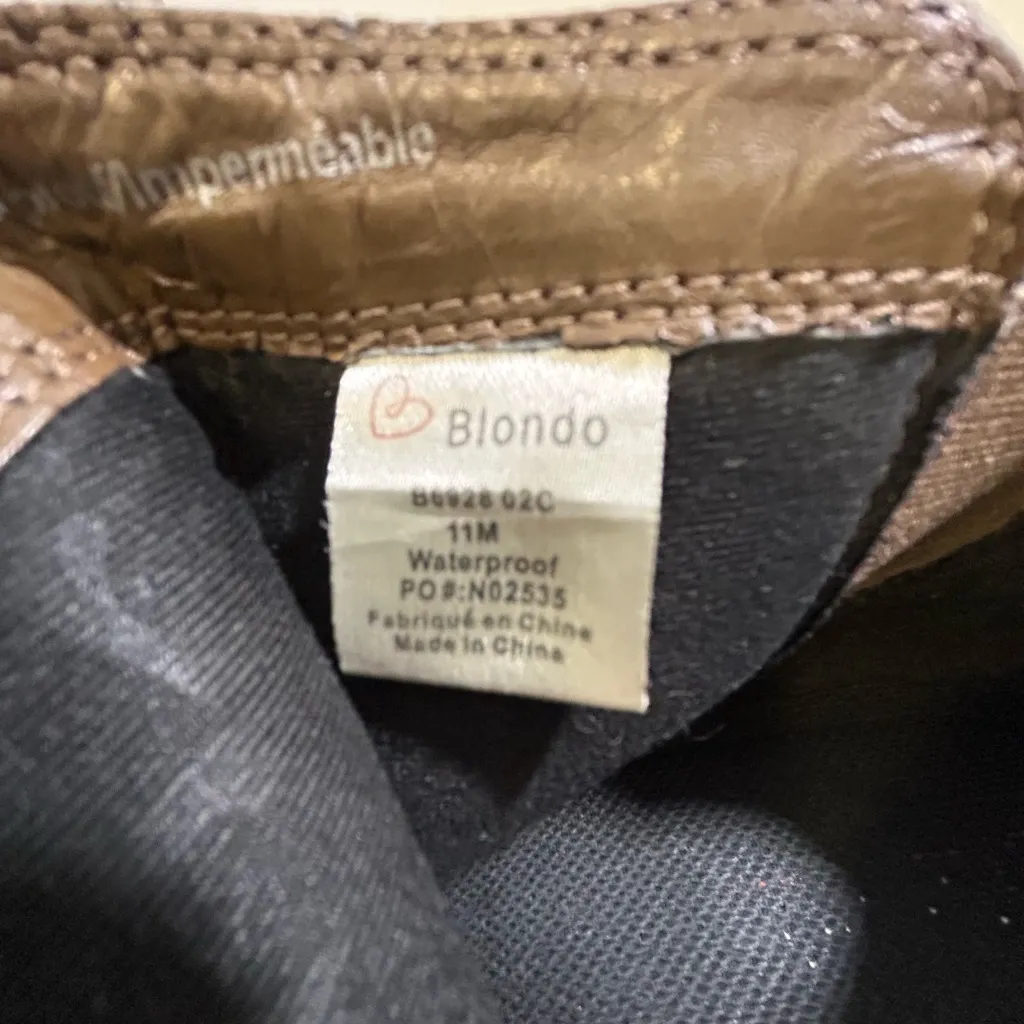 /Imperméable
Blondo
B6928 02C
11M
Waterproof
PO#:N02535
Fabriqué en Chine
Made in China